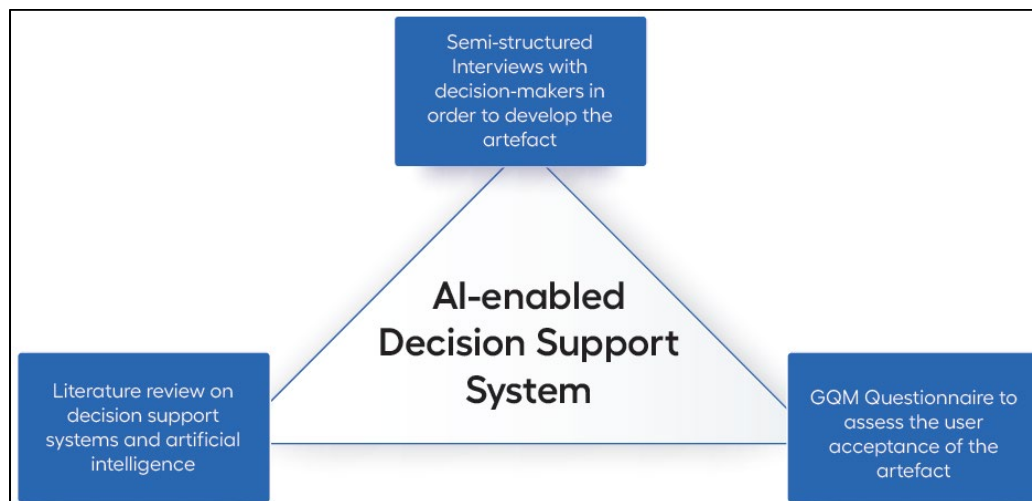 Semi-structured
Interviews with
decision-makers in
order to develop the
artefact
AI-enabled
Decision Support
System
Literature review on
decision support
systems and artificial
intelligence
GQM Questionnaire to
assess the user
acceptance of the
artefact